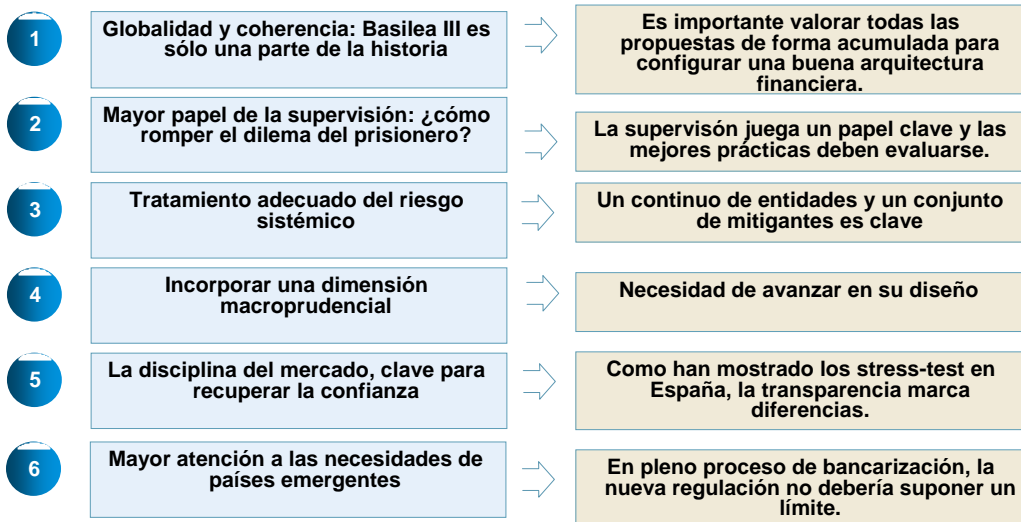 1
Globalidad y coherencia: Basilea III es
sólo una parte de la historia
Es importante valorar todas las
propuestas de forma acumulada para
configurar una buena arquitectura
financiera.
2
Mayor papel de la supervisión: ¿cómo
romper el dilema del prisionero?
La supervisón juega un papel clave y las
mejores prácticas deben evaluarse.
3
Tratamiento adecuado del riesgo
sistémico
Un continuo de entidades y un conjunto
de mitigantes es clave
4
Incorporar una dimensión
macroprudencial
Necesidad de avanzar en su diseño
5
La disciplina del mercado, clave para
recuperar la confianza
Como han mostrado los stress-test en
España, la transparencia marca
diferencias.
6
Mayor atención a las necesidades de
países emergentes
En pleno proceso de bancarización, la
nueva regulación no debería suponer un
límite.